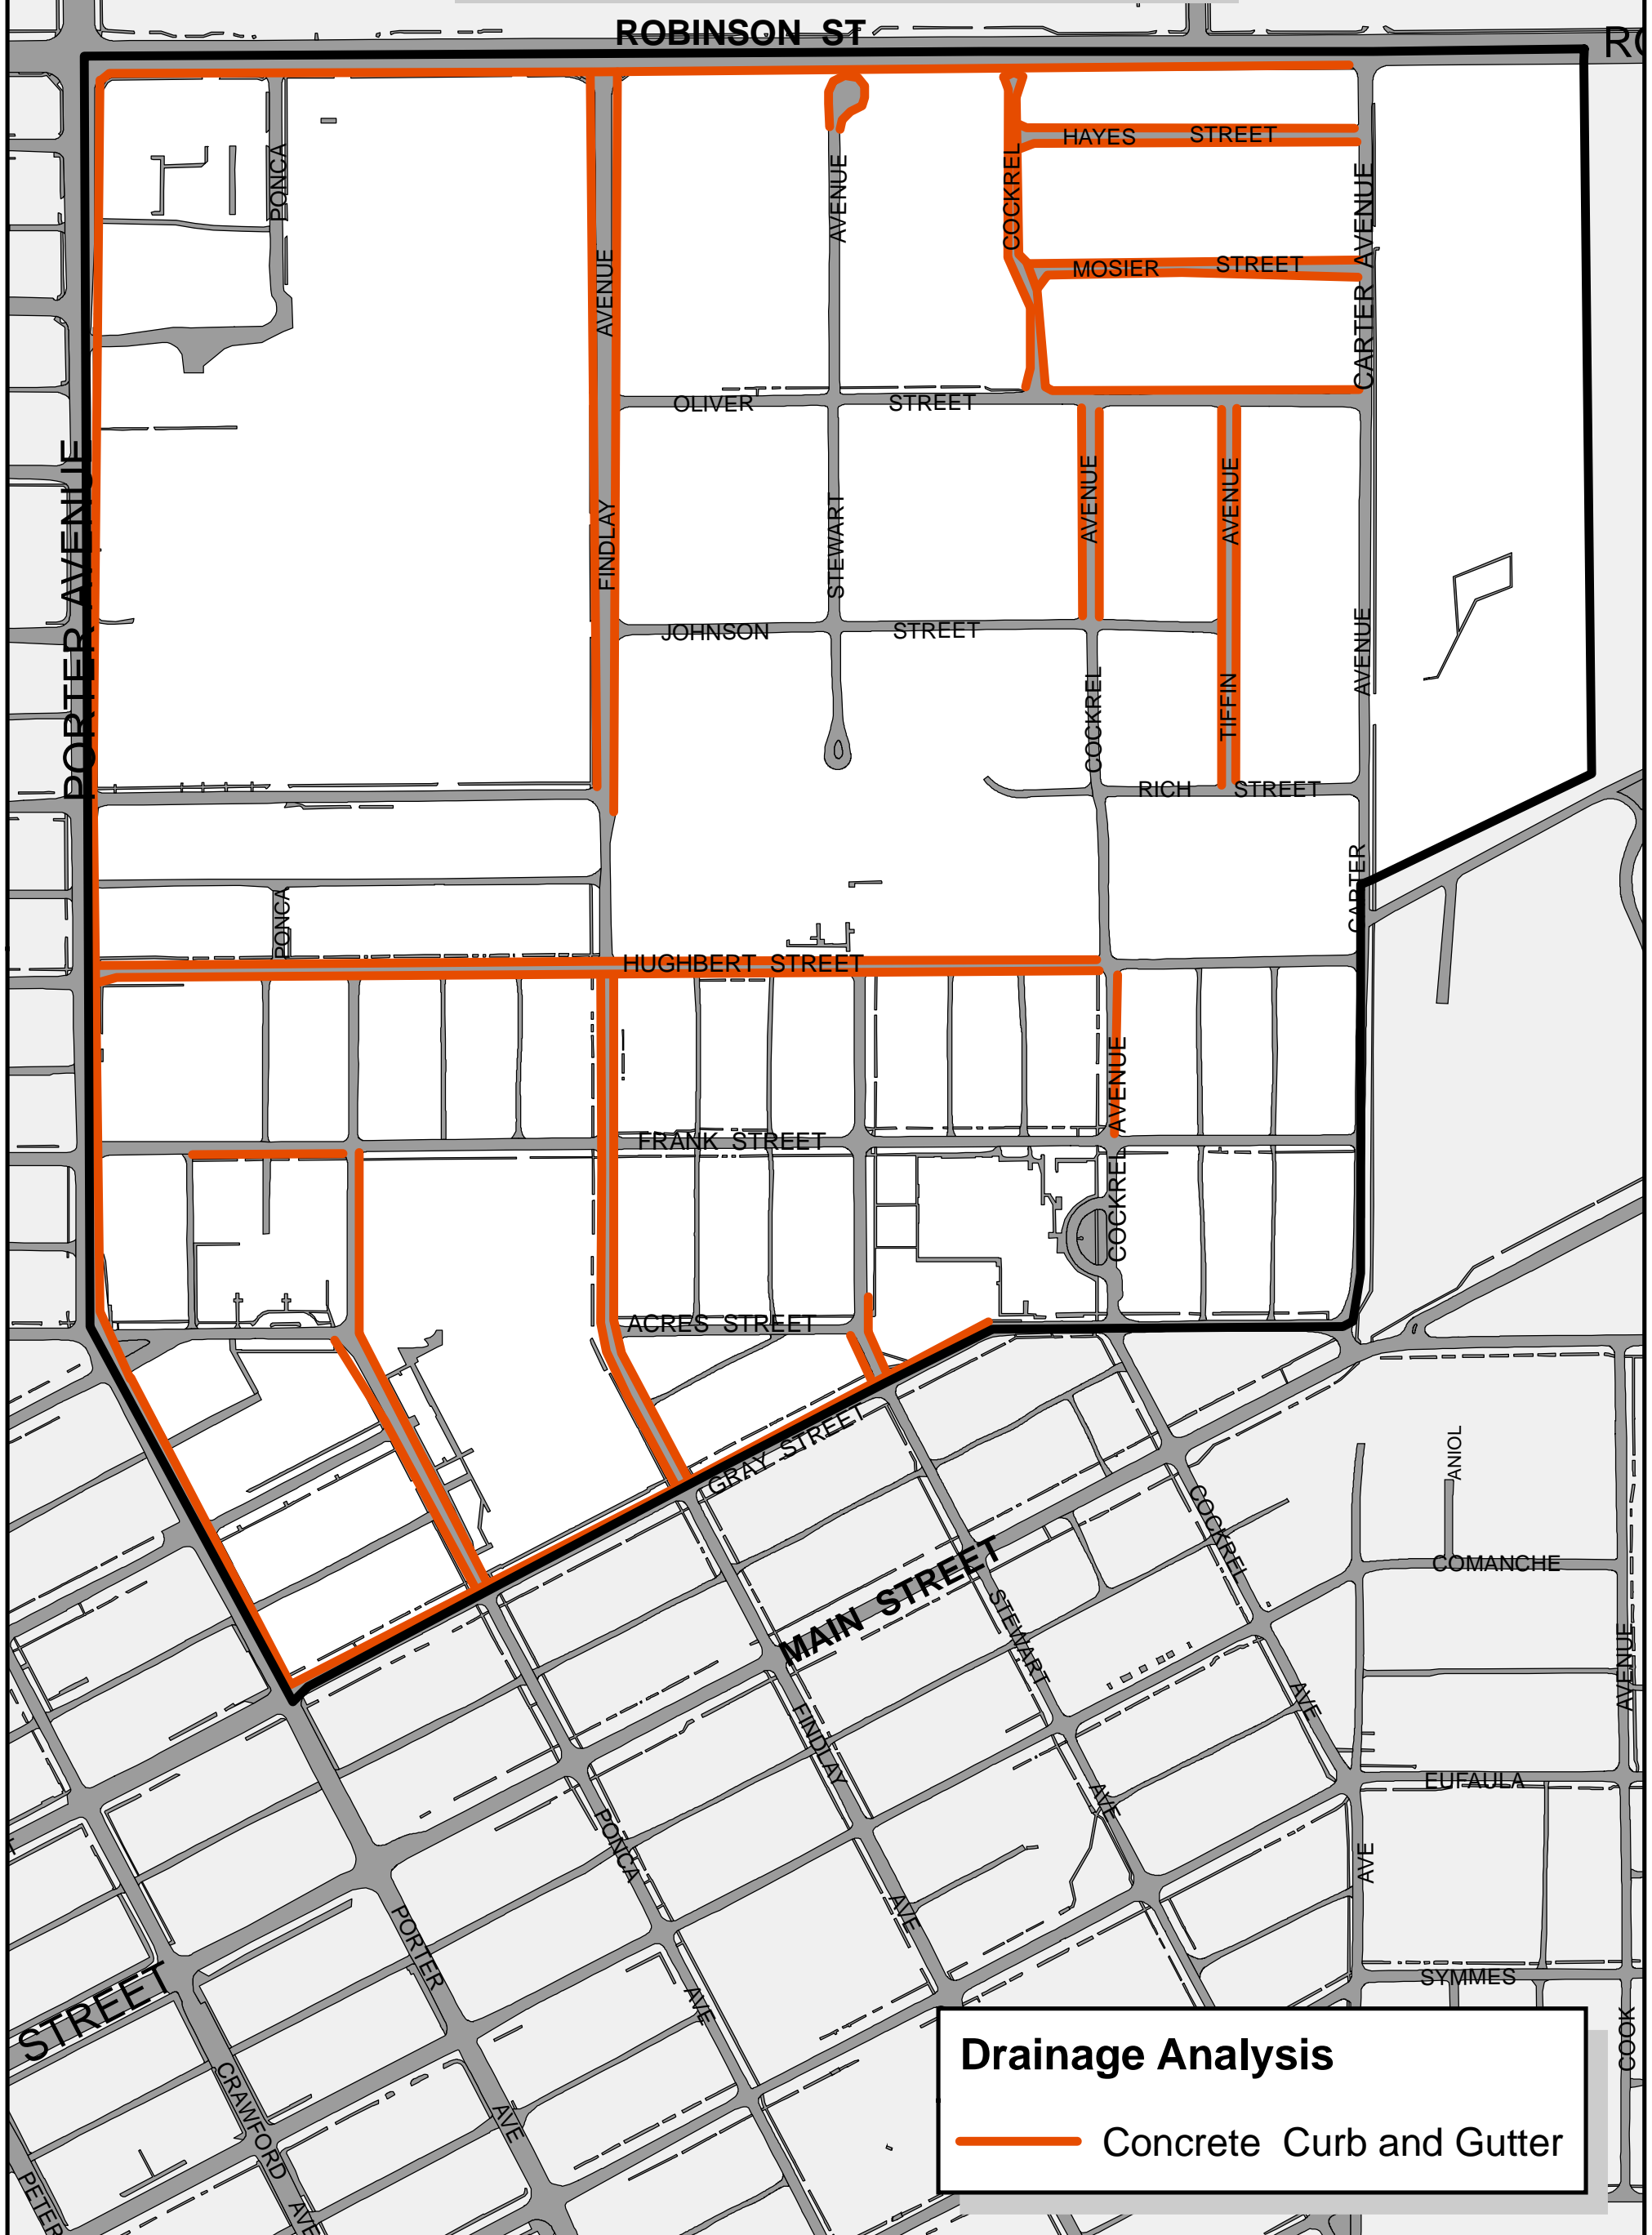 ROBINSON ST
RO
HAYES STREET
PONCA
AVENUE
COCKREL
CARTER AVENUE
AVENUE
MOSIER STREET
OLIVER STREET
PORTER AVENUE
FINDLAY
STEWART
AVENUE
AVENUE
JOHNSON STREET
AVENUE
COCKREL
TIFFIN
RICH STREET
CARTER
PONCA
HUGHBERT STREET
COCKREL AVENUE
FRANK STREET
ACRES STREET
GRAY STREET
ANIOL
COCKREL
COMANCHE
MAIN STREET
STEWART
AVENUE
AVE
FINDLAY
EUFAULA
AVE
PONCA
AVE
PORTER
AVE
STREET
SYMMES
AVE
COOK
CRAWFORD
AVE
AVE
PETER
Drainage Analysis
Concrete Curb and Gutter